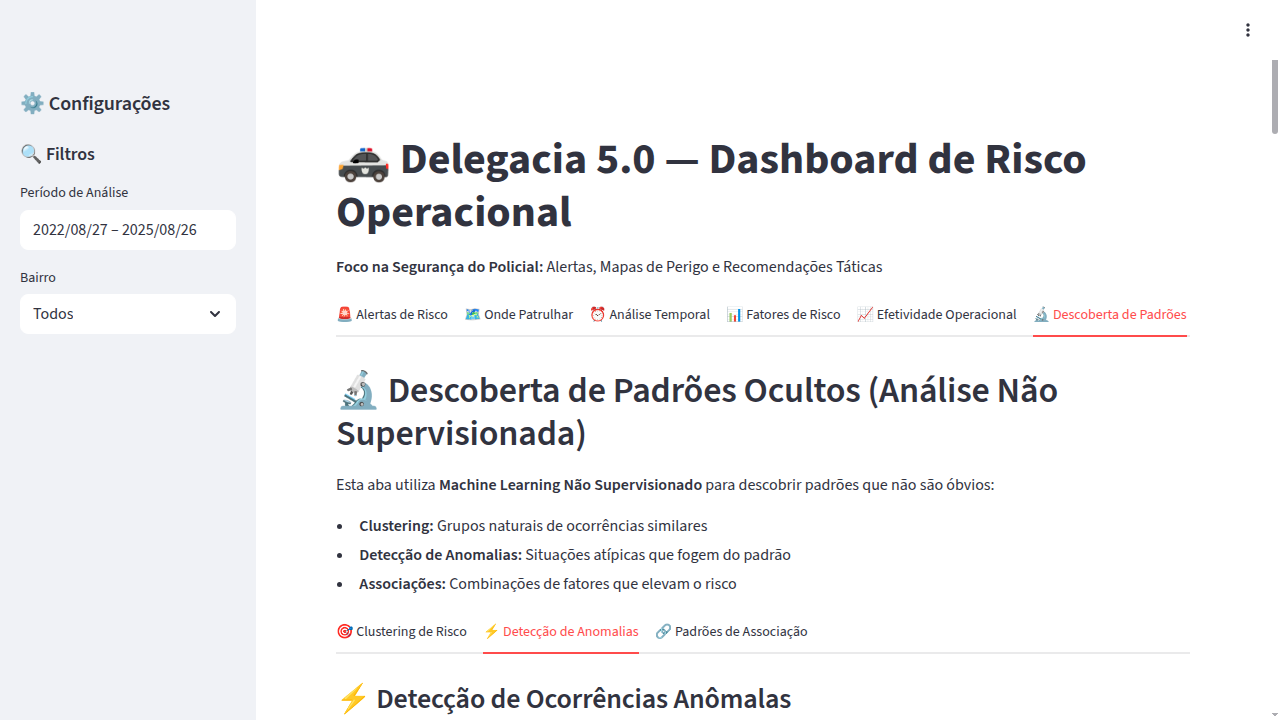 ⚙️ Configurações
🔍 Filtros
Período de Análise
2022/08/27 – 2025/08/26
Bairro
Todos
🚓 Delegacia 5.0 — Dashboard de Risco
Operacional
Foco na Segurança do Policial: Alertas, Mapas de Perigo e Recomendações Táticas
🚨 Alertas de Risco 🗺️ Onde Patrulhar ⏰ Análise Temporal 📊 Fatores de Risco 📈 Efetividade Operacional 🔬 Descoberta de Padrões
🔬 Descoberta de Padrões Ocultos (Análise Não
Supervisionada)
Esta aba utiliza Machine Learning Não Supervisionado para descobrir padrões que não são óbvios:
• Clustering: Grupos naturais de ocorrências similares
• Detecção de Anomalias: Situações atípicas que fogem do padrão
• Associações: Combinações de fatores que elevam o risco
🎯 Clustering de Risco ⚡ Detecção de Anomalias 🔗 Padrões de Associação
⚡ Detecção de Ocorrências Anômalas